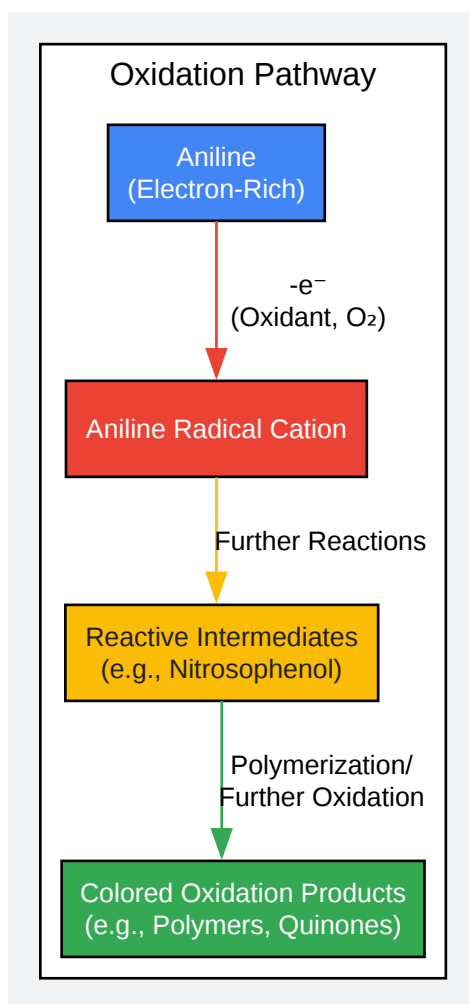 Oxidation Pathway
Aniline
(Electron-Rich)
-e⁻
(Oxidant, O₂)
Aniline Radical Cation
Further Reactions
Reactive Intermediates
(e.g., Nitrosophenol)
Polymerization/
Further Oxidation
Colored Oxidation Products
(e.g., Polymers, Quinones)